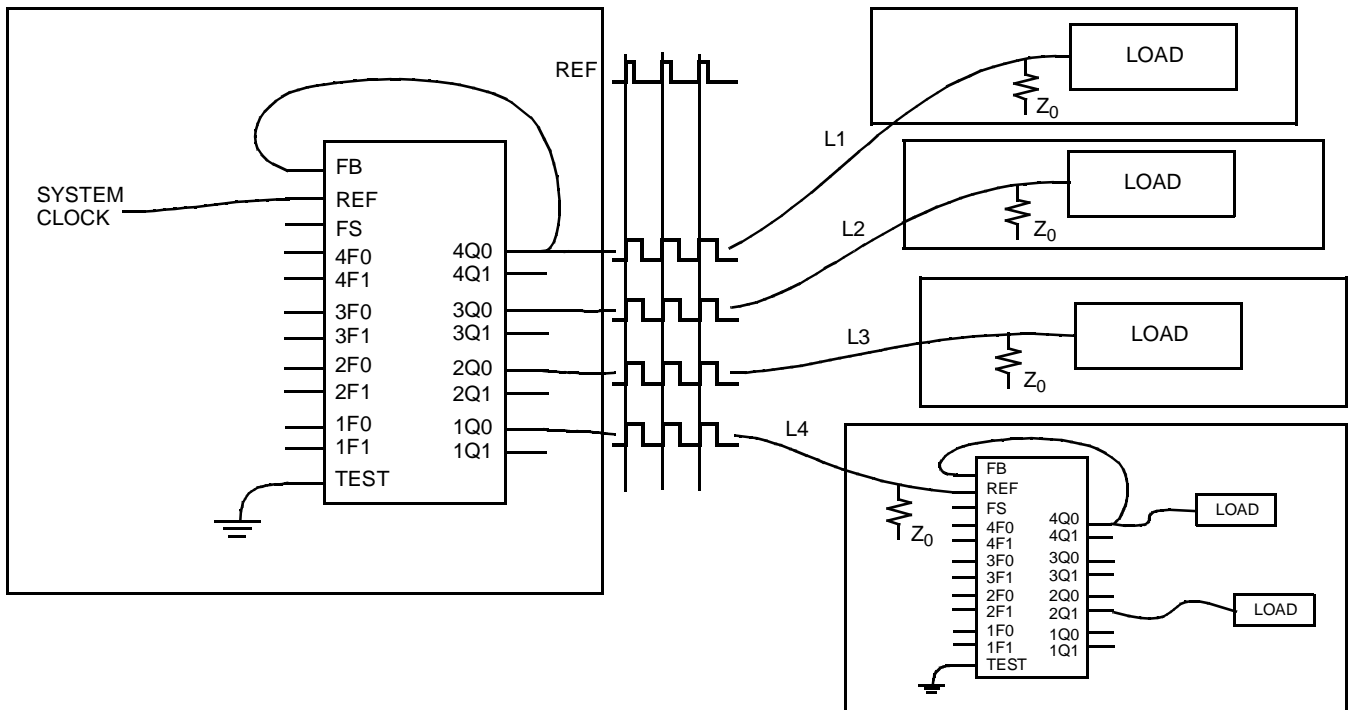 REF
SYSTEM
CLOCK
FB
REF
FS
4F0
4F1
3F0
3F1
2F0
2F1
1F0
1F1
TEST
4Q0
4Q1
3Q0
3Q1
2Q0
2Q1
1Q0
1Q1
L1
L2
L3
L4
LOAD
Z0
LOAD
Z0
LOAD
Z0
Z0
FB
REF
FS
4F0
4F1
3F0
3F1
2F0
2F1
1F0
1F1
TEST
4Q0
4Q1
3Q0
3Q1
2Q0
2Q1
1Q0
1Q1
LOAD
LOAD